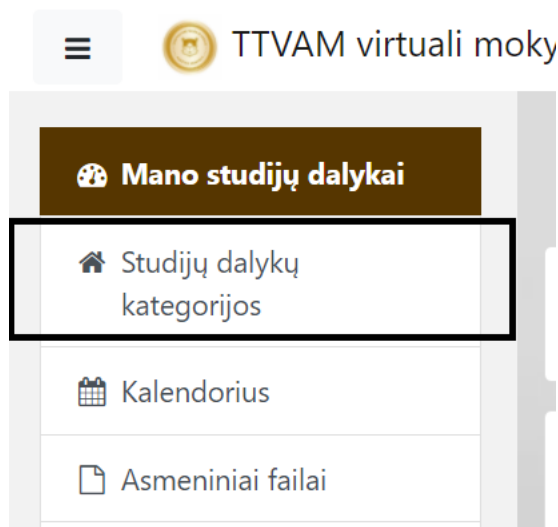 TTVAM virtuali moky
Mano studijų dalykai
Studijų dalykų
kategorijos
Kalendorius
Asmeniniai failai